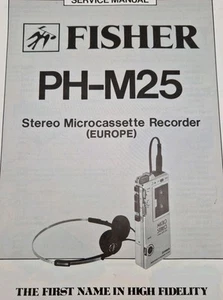 SERVICE MANUAL
FISHER
PH-M25
Stereo Microcassette Recorder
(EUROPE)
THE FIRST NAME IN HIGH FIDELITY